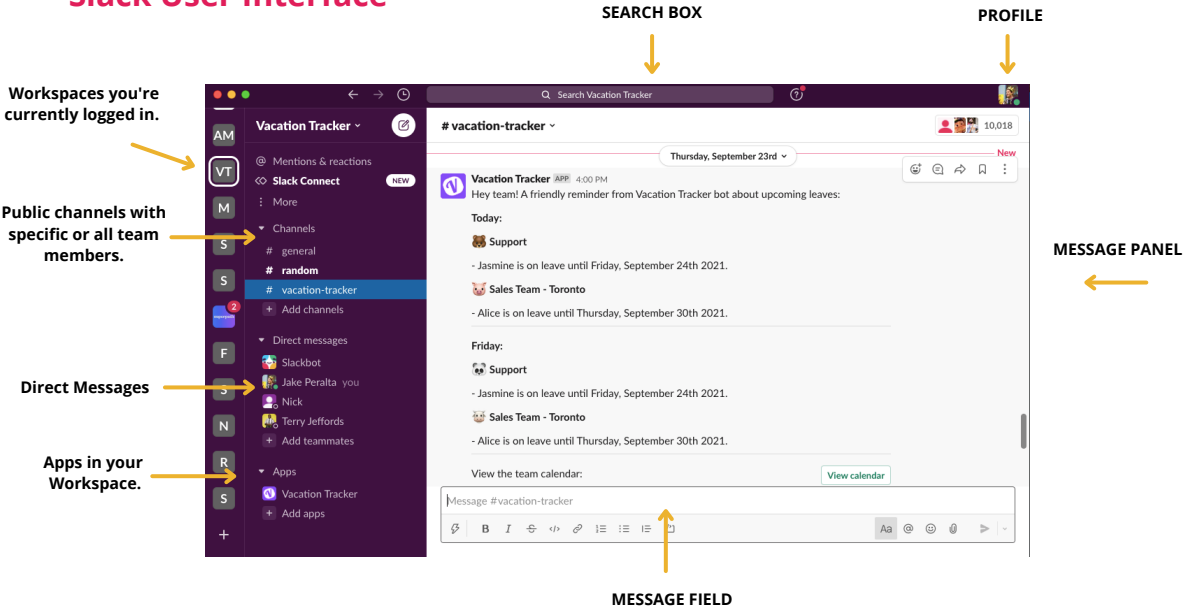 Slack User Interface
SEARCH BOX
PROFILE
Workspaces you're
currently logged in.
Search Vacation Tracker
AM
Vacation Tracker
# vacation-tracker
10,018
Thursday, September 23rd
New
VT
@ Mentions & reactions
Slack Connect NEW
More
Vacation Tracker APP 4:00 PM
Hey team! A friendly reminder from Vacation Tracker bot about upcoming leaves:
M
Public channels with
specific or all team
members.
S
Channels
# general
# random
# vacation-tracker
+ Add channels
Today:
Support
- Jasmine is on leave until Friday, September 24th 2021.
Sales Team - Toronto
- Alice is on leave until Thursday, September 30th 2021.
MESSAGE PANEL
S
2
F
Direct messages
Slackbot
Jake Peralta you
Nick
Terry Jeffords
+ Add teammates
Friday:
Support
- Jasmine is on leave until Friday, September 24th 2021.
Sales Team - Toronto
- Alice is on leave until Thursday, September 30th 2021.
Direct Messages
S
N
Apps in your
Workspace.
R
S
+
Apps
Vacation Tracker
+ Add apps
View the team calendar:
View calendar
Message #vacation-tracker
B I S </>
Aa @
MESSAGE FIELD